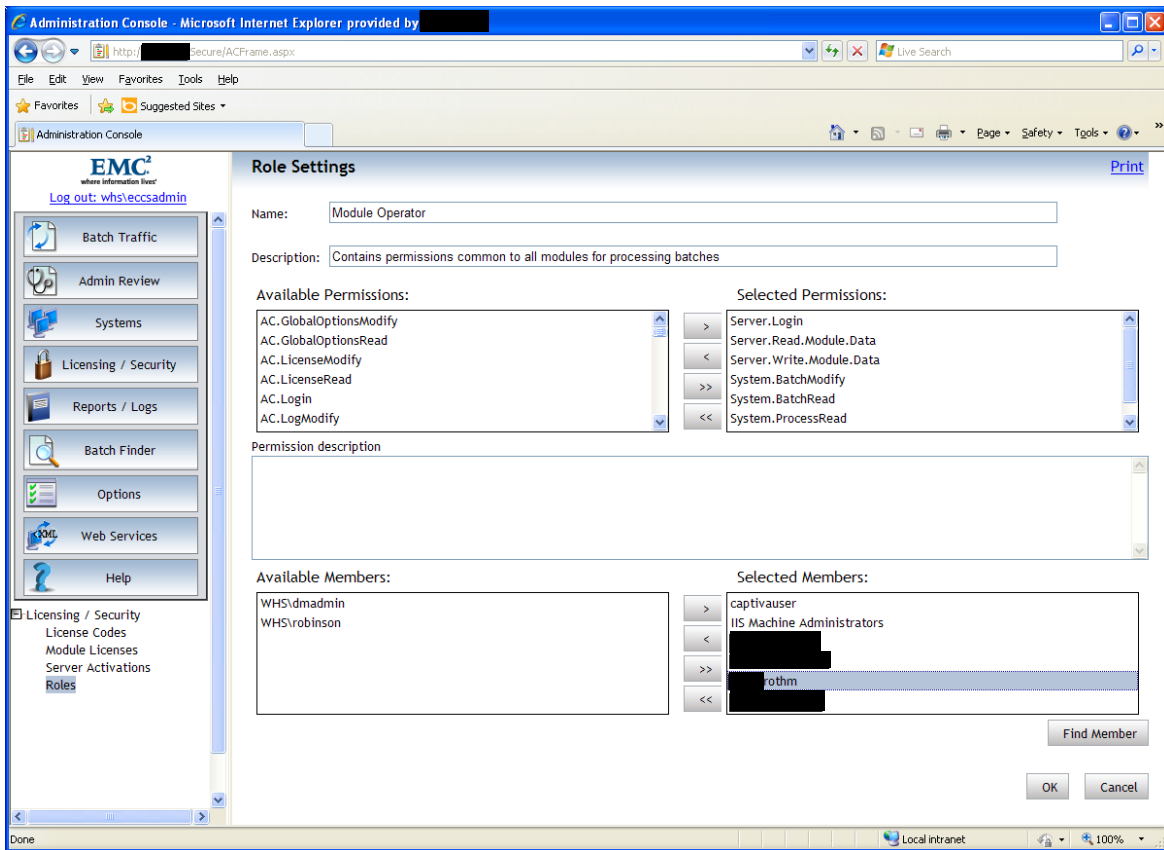 Administration Console - Microsoft Internet Explorer provided by
http:/ Secure/ACFrame.aspx
Live Search
File Edit View Favorites Tools Help
Favorites Suggested Sites
Administration Console
Page Safety Tools »
EMC²
where information lives®
Log out: whs\eccsadmin
Batch Traffic
Admin Review
Systems
Licensing / Security
Reports / Logs
Batch Finder
Options
XML
Web Services
Help
Licensing / Security
License Codes
Module Licenses
Server Activations
Roles
Role Settings
Print
Name: Module Operator
Description: Contains permissions common to all modules for processing batches
Available Permissions:
AC.GlobalOptionsModify
AC.GlobalOptionsRead
AC.LicenseModify
AC.LicenseRead
AC.Login
AC.LogModify
>
<
>>
<<
Selected Permissions:
Server.Login
Server.Read.Module.Data
Server.Write.Module.Data
System.BatchModify
System.BatchRead
System.ProcessRead
Permission description
Available Members:
WHS\dmadmin
WHS\robinson
>
<
>>
<<
Selected Members:
captivauser
IIS Machine Administrators
rothm
Find Member
OK Cancel
Done
Local intranet
100%